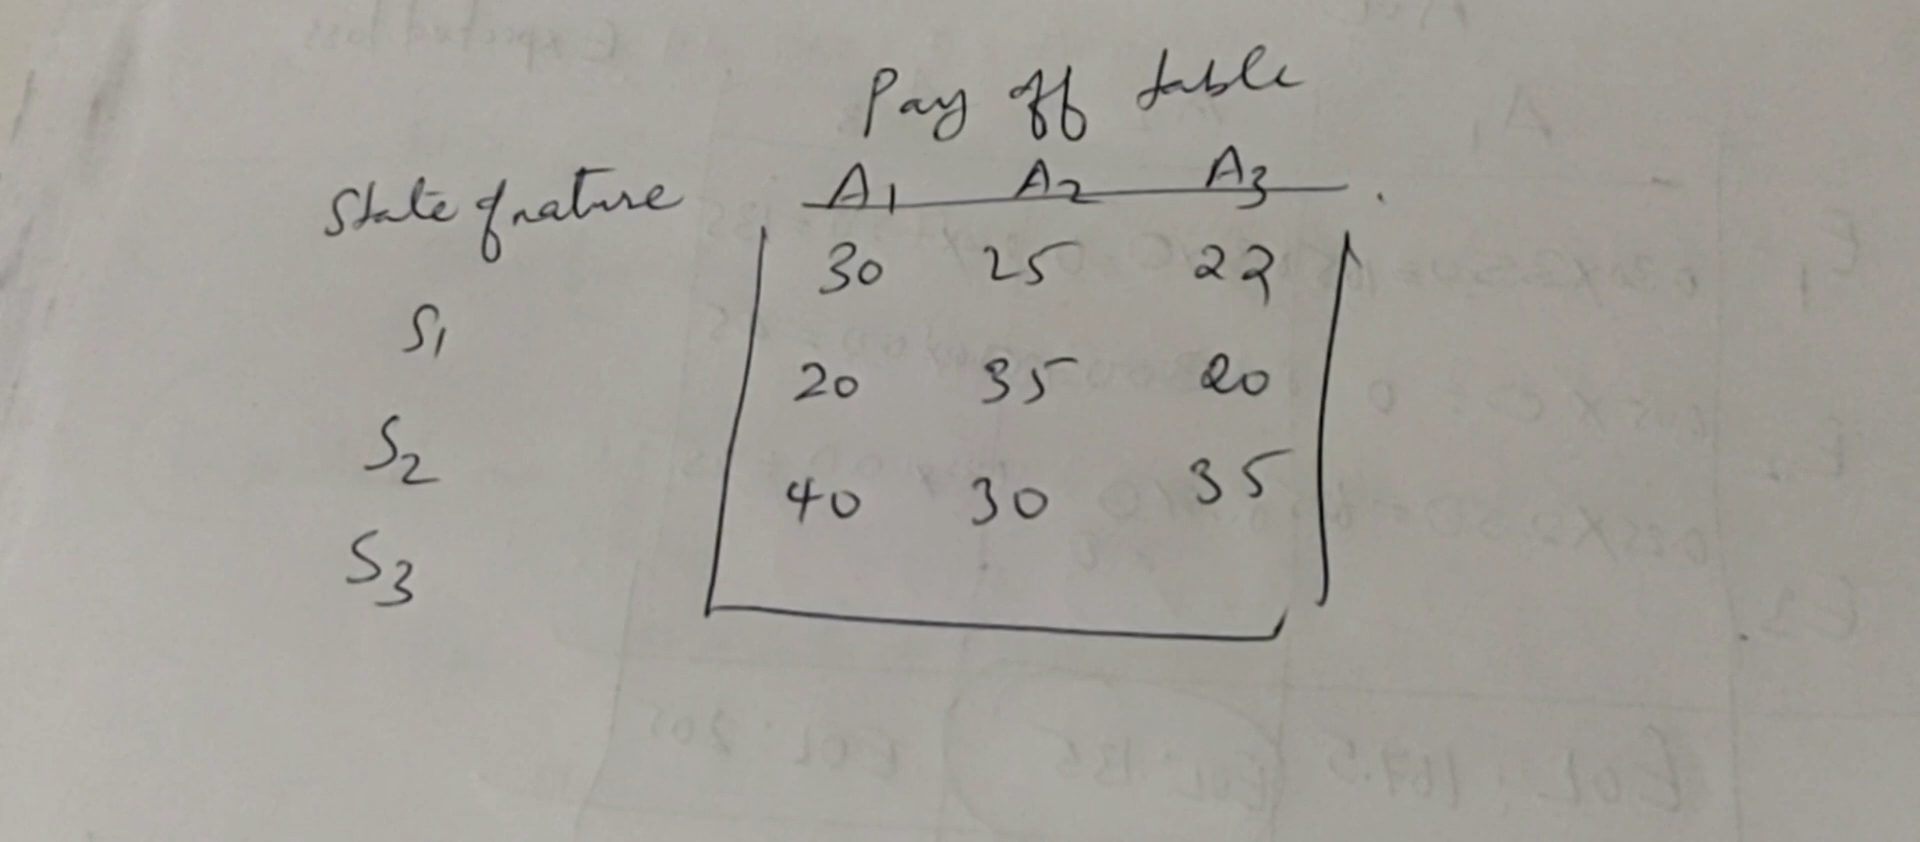 Pay off table
State of nature A1 A2 A3
30 25 22
S1
20 35 20
S2
40 30 35
S3